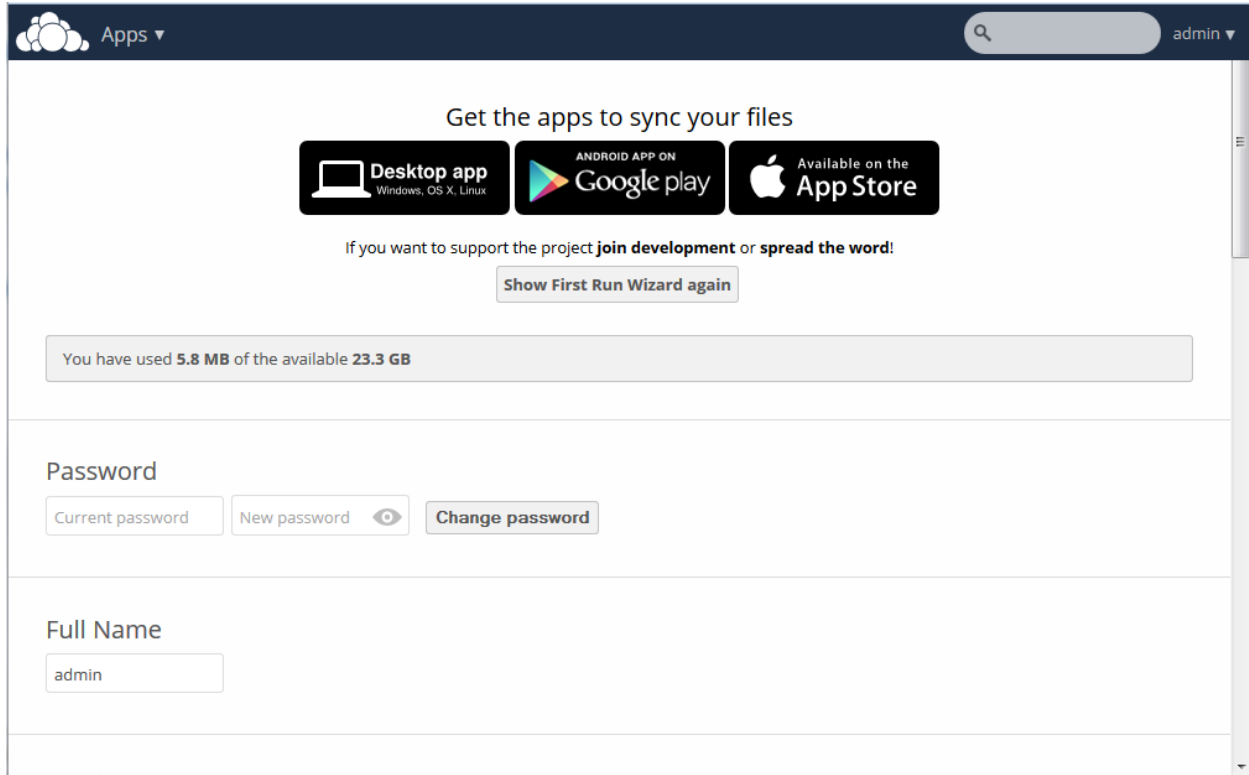 Apps ▾
admin ▾
Get the apps to sync your files
Desktop app
Windows, OS X, Linux
ANDROID APP ON
Google play
Available on the
App Store
If you want to support the project join development or spread the word!
Show First Run Wizard again
You have used 5.8 MB of the available 23.3 GB
Password
Current password
New password
Change password
Full Name
admin